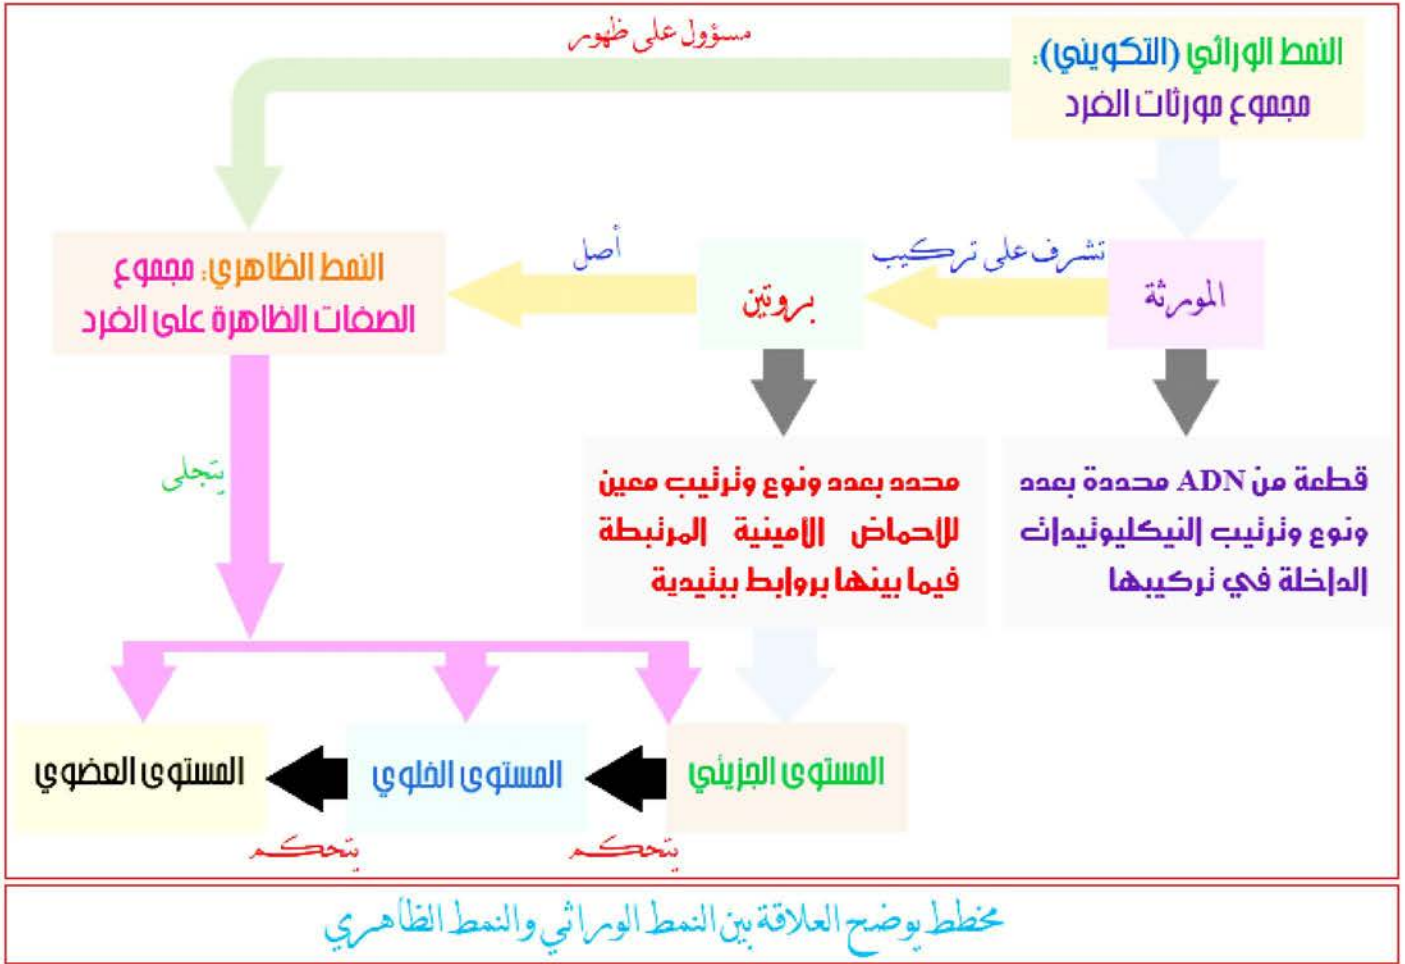 مسؤول على ظهور
النمط الوراثي (التكويني):
مجموع مورثات الفرد
تشرف على تركيب
أصل
المورثة
بروتين
النمط الظاهري: مجموع
الصفات الظاهرة على الفرد
قطعة من ADN محددة بعدد
ونوع وترتيب النيكليوتيدات
الداخلة في تركيبها
محدد بعدد ونوع وترتيب معين
للأحماض الأمينية المرتبطة
فيما بينها بروابط ببتيدية
يتجلى
المستوى الجزيئي
المستوى الخلوي
المستوى العضوي
يتحكم
يتحكم
مخطط يوضح العلاقة بين النمط الوراثي والنمط الظاهري